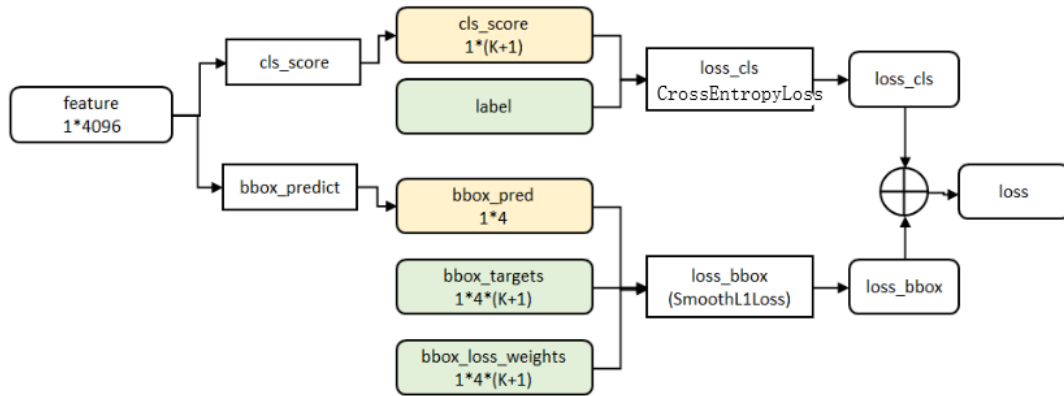 feature
1*4096
cls_score
bbox_predict
cls_score
1*(K+1)
label
bbox_pred
1*4
bbox_targets
1*4*(K+1)
bbox_loss_weights
1*4*(K+1)
loss_cls
CrossEntropyLoss
loss_bbox
(SmoothL1Loss)
loss_cls
loss_bbox
loss